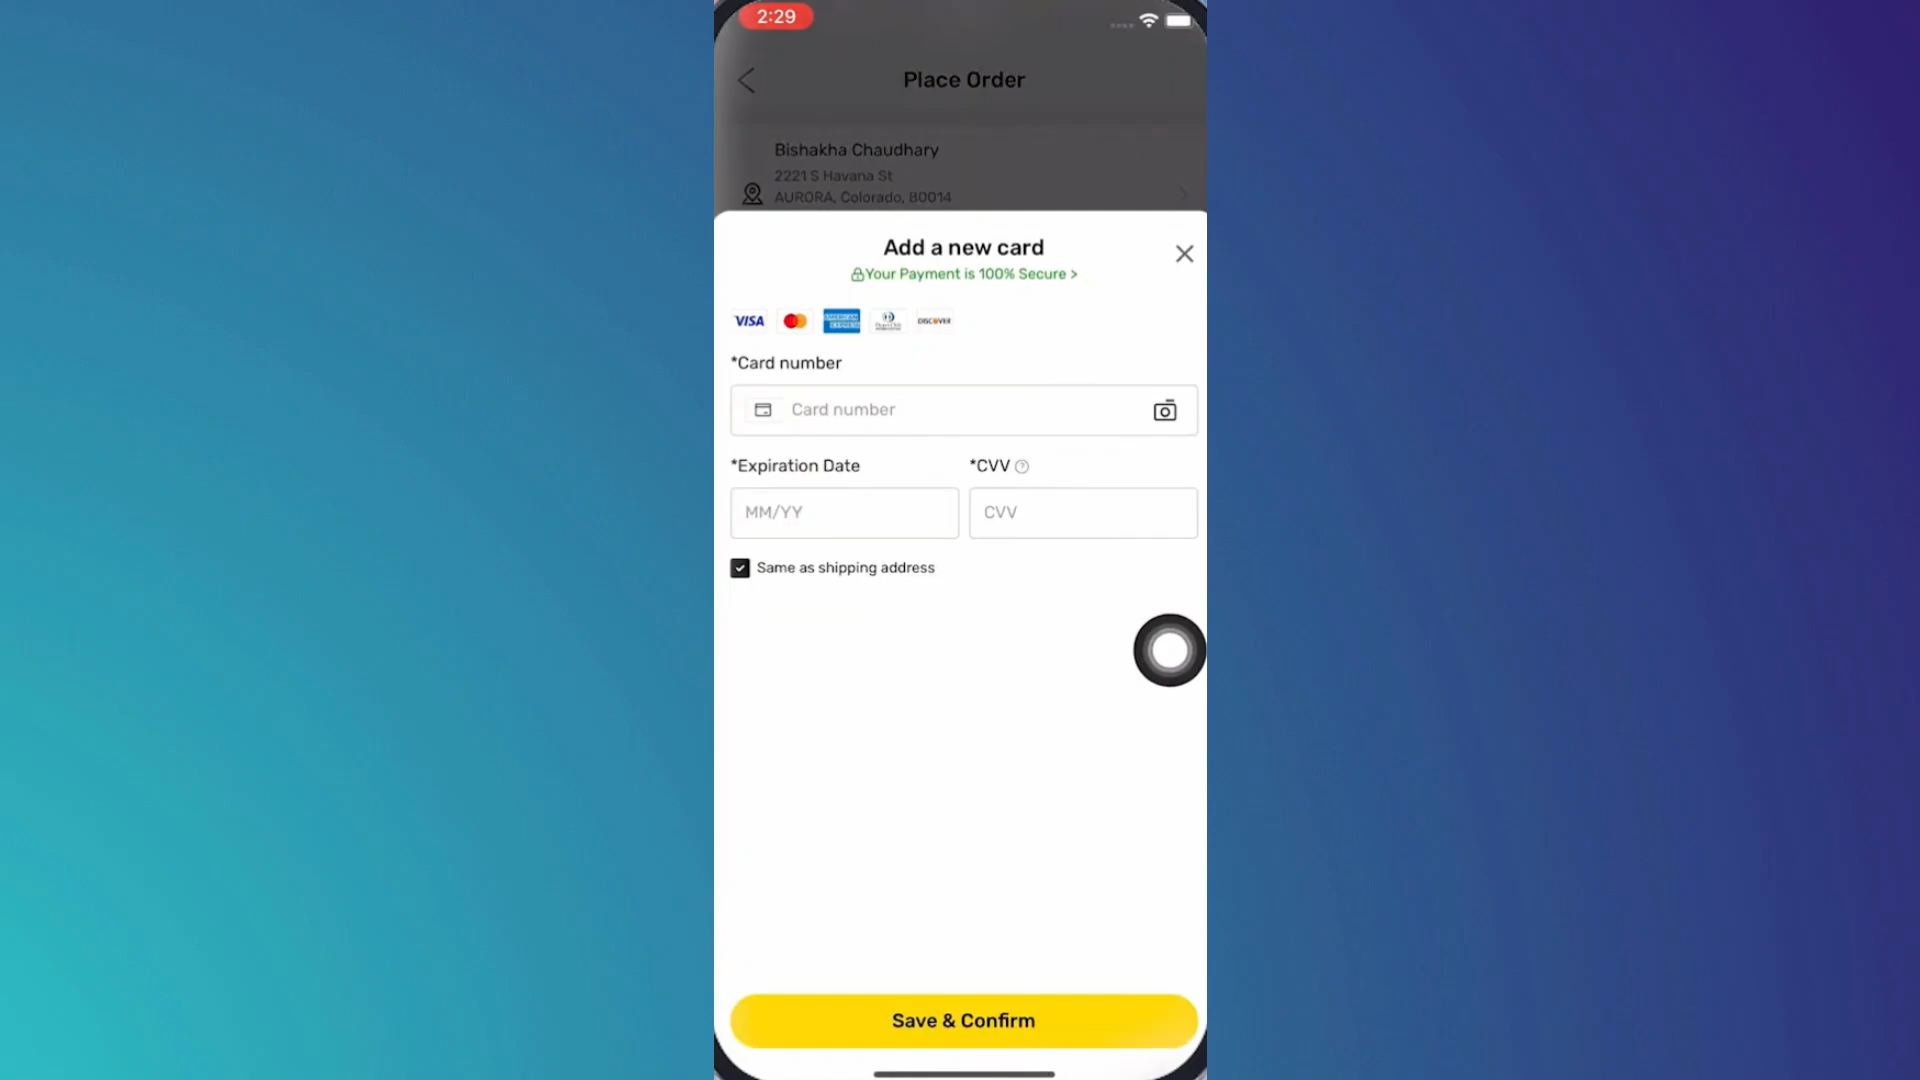 2:29
Place Order
Bishakha Chaudhary
2221 S Havana St
AURORA, Colorado, 80014
Add a new card
Your Payment is 100% Secure >
VISA
AMERICAN EXPRESS
DISCOVER
*Card number
Card number
*Expiration Date
*CVV ?
MM/YY
CVV
Same as shipping address
Save & Confirm